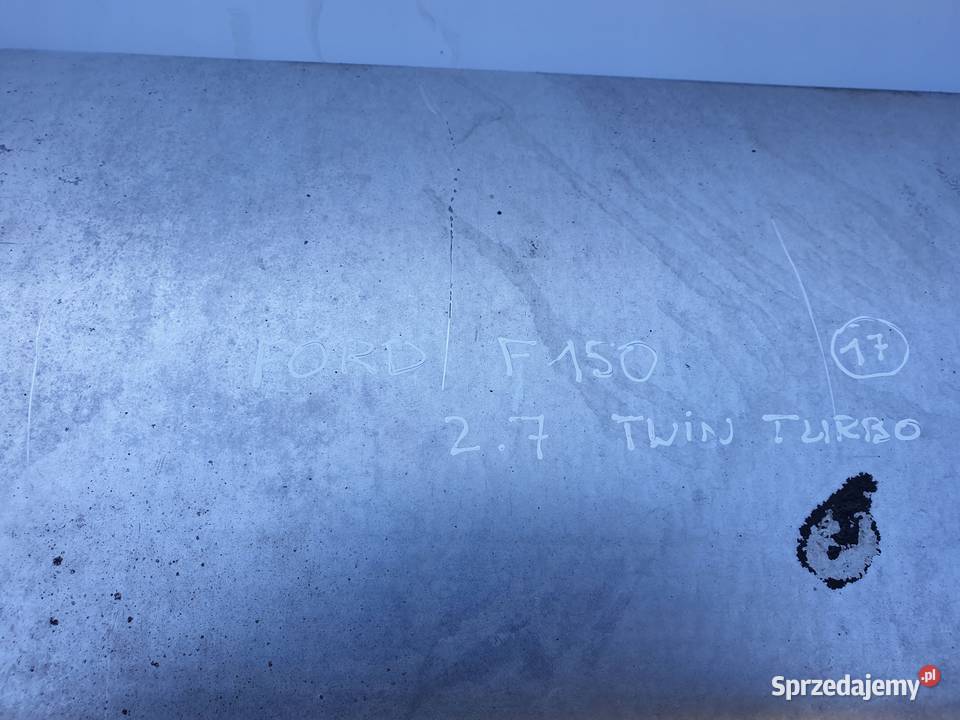 FORD F150 17
2.7 TWIN TURBO
Sprzedajemy.pl